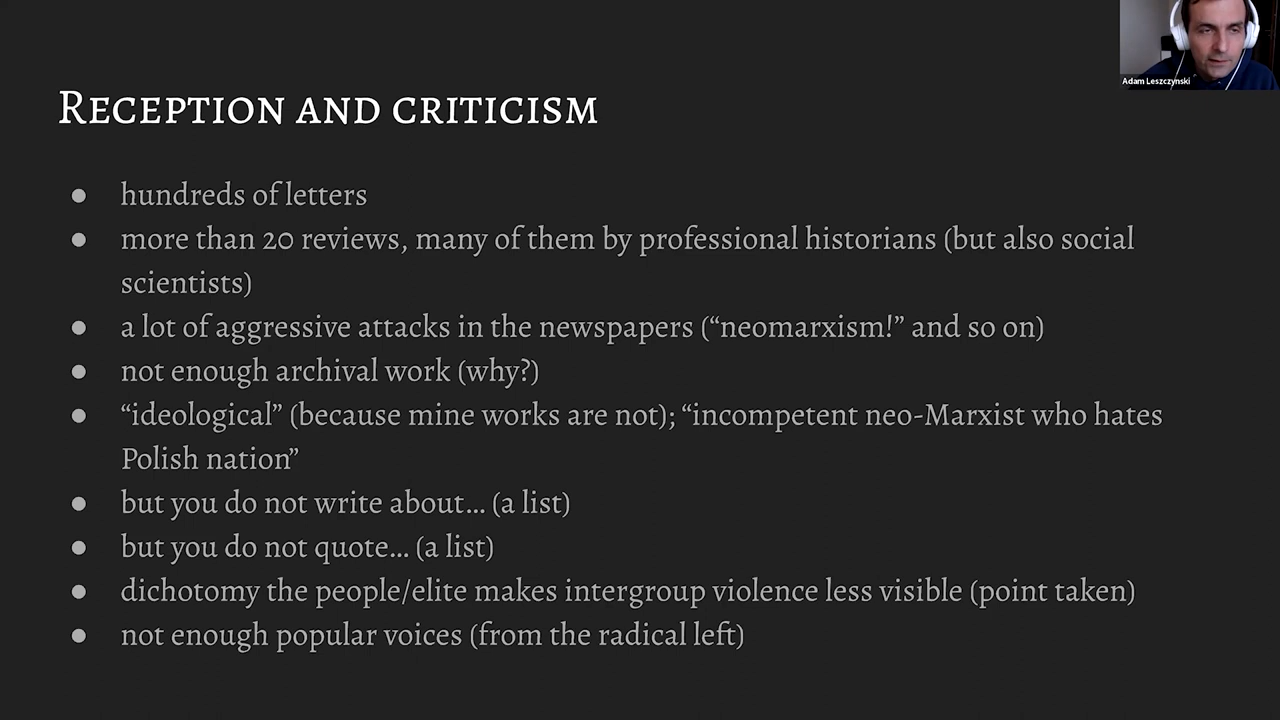 Adam Leszczynski
Reception and criticism
● hundreds of letters
● more than 20 reviews, many of them by professional historians (but also social
scientists)
● a lot of aggressive attacks in the newspapers (“neomarxism!” and so on)
● not enough archival work (why?)
● “ideological” (because mine works are not); “incompetent neo-Marxist who hates
Polish nation”
● but you do not write about... (a list)
● but you do not quote... (a list)
● dichotomy the people/elite makes intergroup violence less visible (point taken)
● not enough popular voices (from the radical left)